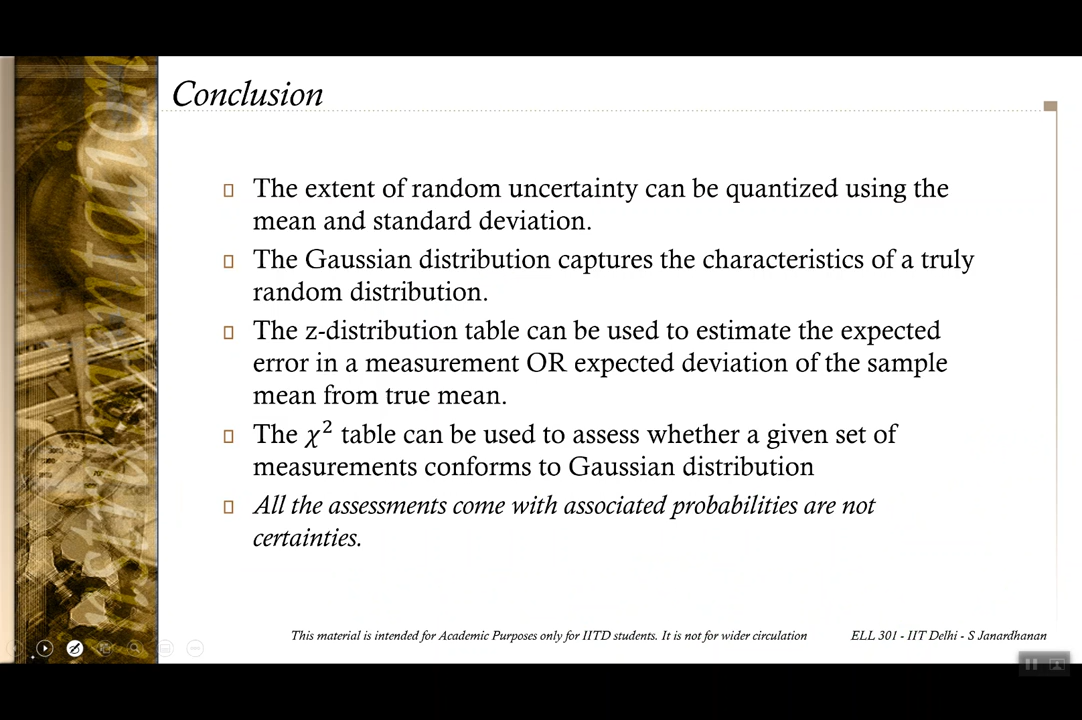 Conclusion
The extent of random uncertainty can be quantized using the
mean and standard deviation.
The Gaussian distribution captures the characteristics of a truly
random distribution.
The z-distribution table can be used to estimate the expected
error in a measurement OR expected deviation of the sample
mean from true mean.
The χ² table can be used to assess whether a given set of
measurements conforms to Gaussian distribution
All the assessments come with associated probabilities are not
certainties.
This material is intended for Academic Purposes only for IITD students. It is not for wider circulation
ELL 301 - IIT Delhi - S Janardhanan
Instrumentation